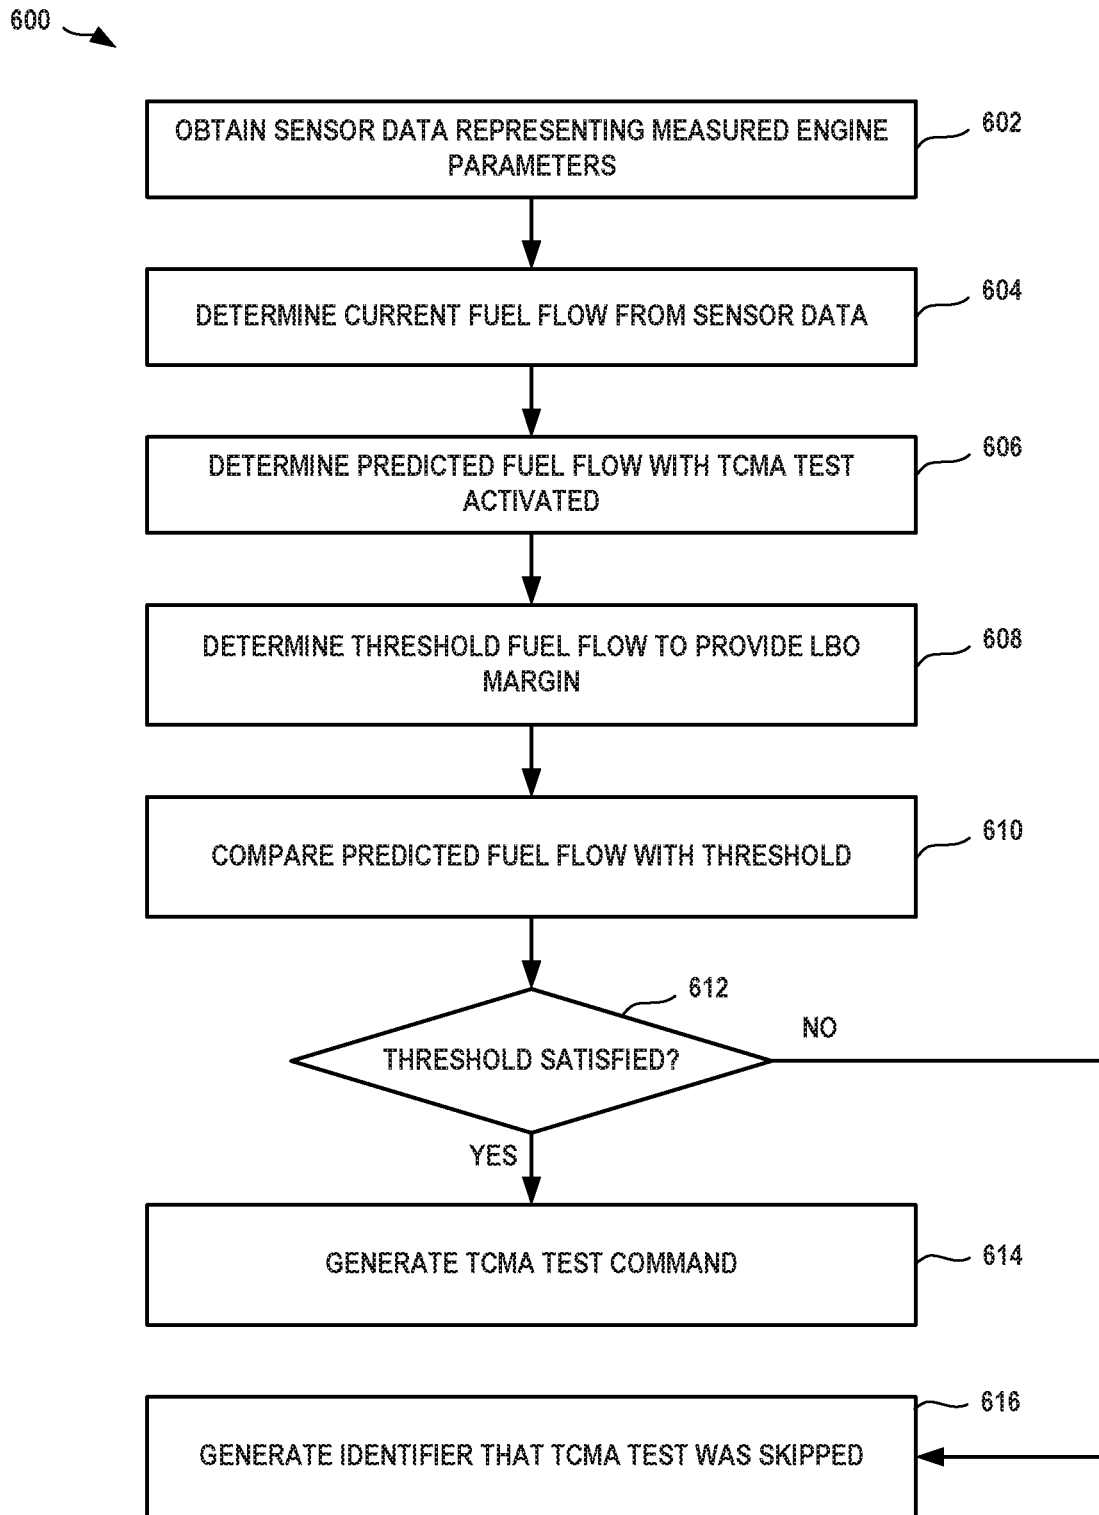 600
OBTAIN SENSOR DATA REPRESENTING MEASURED ENGINE
PARAMETERS
602
DETERMINE CURRENT FUEL FLOW FROM SENSOR DATA
604
DETERMINE PREDICTED FUEL FLOW WITH TCMA TEST
ACTIVATED
606
DETERMINE THRESHOLD FUEL FLOW TO PROVIDE LBO
MARGIN
608
COMPARE PREDICTED FUEL FLOW WITH THRESHOLD
610
THRESHOLD SATISFIED?
612
NO
YES
GENERATE TCMA TEST COMMAND
614
GENERATE IDENTIFIER THAT TCMA TEST WAS SKIPPED
616